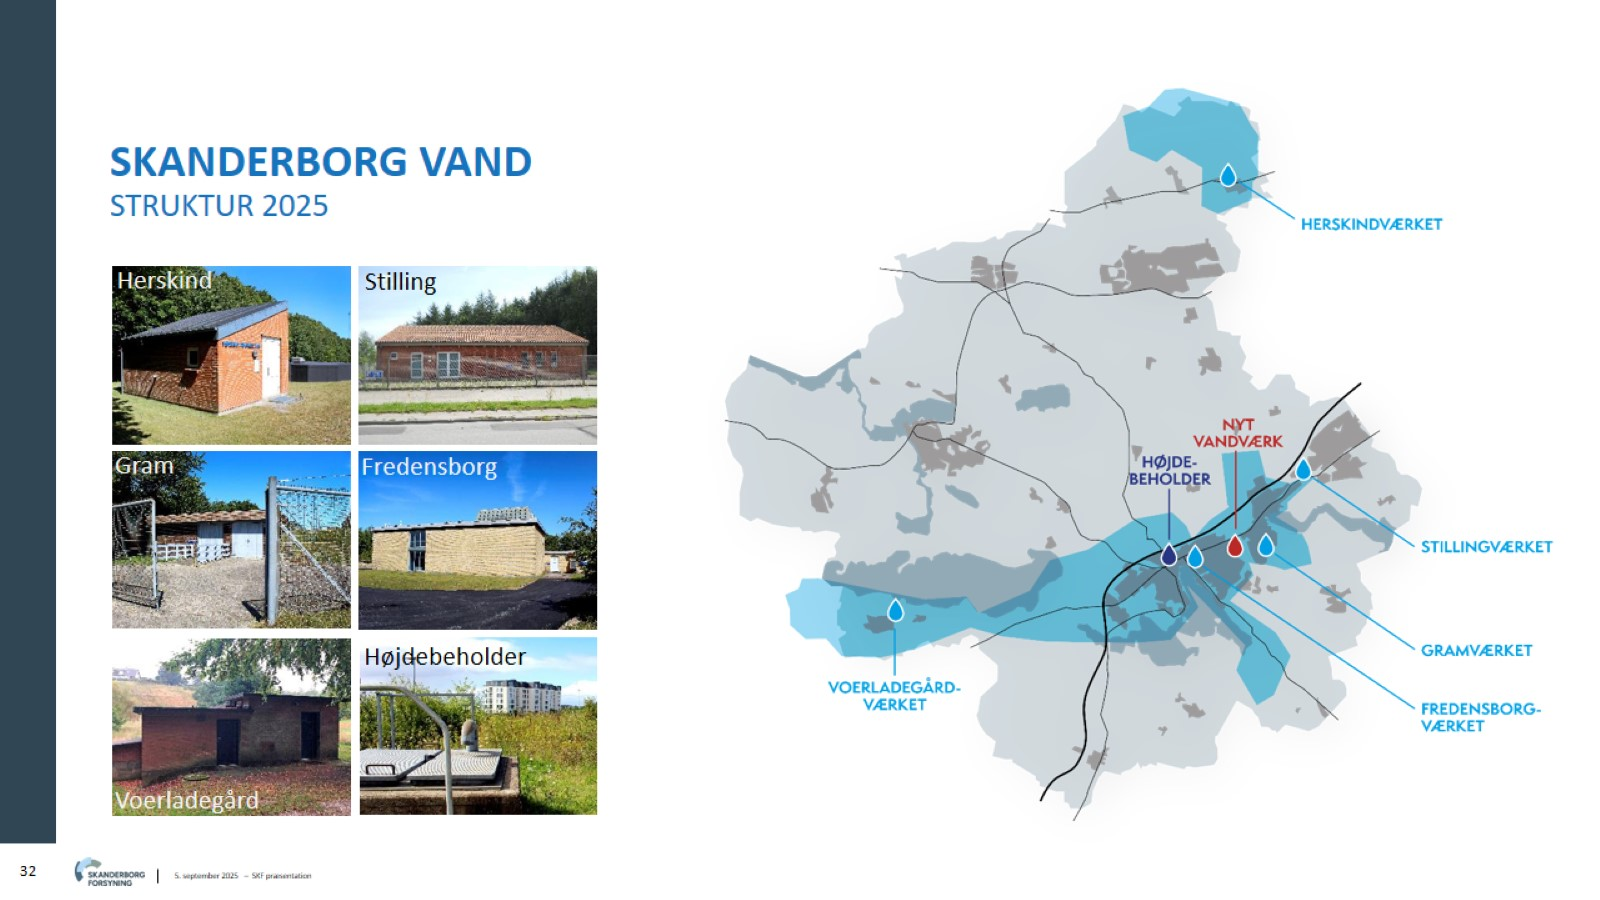 SKANDERBORG VAND
STRUKTUR 2025
Herskind
Stilling
Gram
Fredensborg
Voerladegård
Højdebeholder
HERSKINDVÆRKET
NYT
VANDVÆRK
HØJDE-
BEHOLDER
STILLINGVÆRKET
GRAMVÆRKET
FREDENSBORG-
VÆRKET
VOERLADEGÅRD-
VÆRKET
32
SKANDERBORG
FORSYNING
5. september 2025 – SKF præsentation